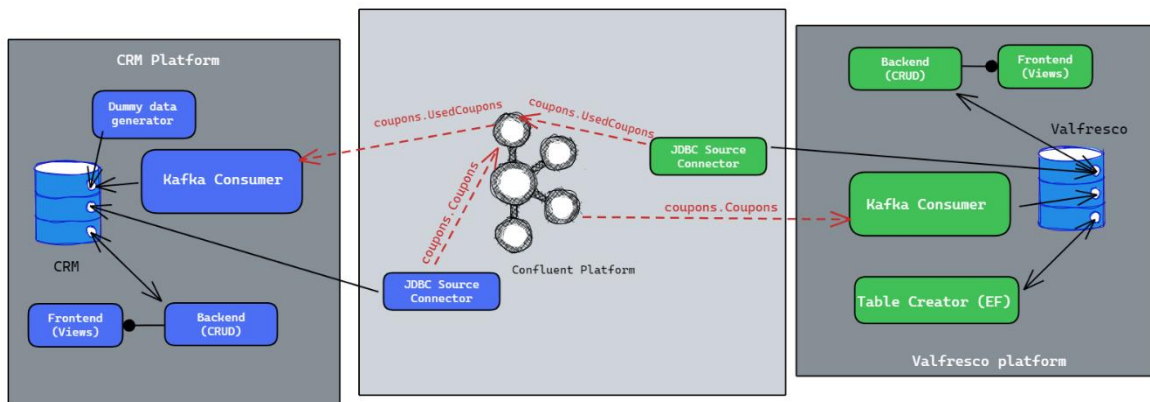 CRM Platform
Dummy data
generator
Kafka Consumer
CRM
Frontend
(Views)
Backend
(CRUD)
coupons.UsedCoupons
coupons.UsedCoupons
coupons.Coupons
JDBC Source
Connector
coupons.Coupons
Confluent Platform
JDBC Source
Connector
Backend
(CRUD)
Frontend
(Views)
Valfresco
Kafka Consumer
Table Creator (EF)
Valfresco platform